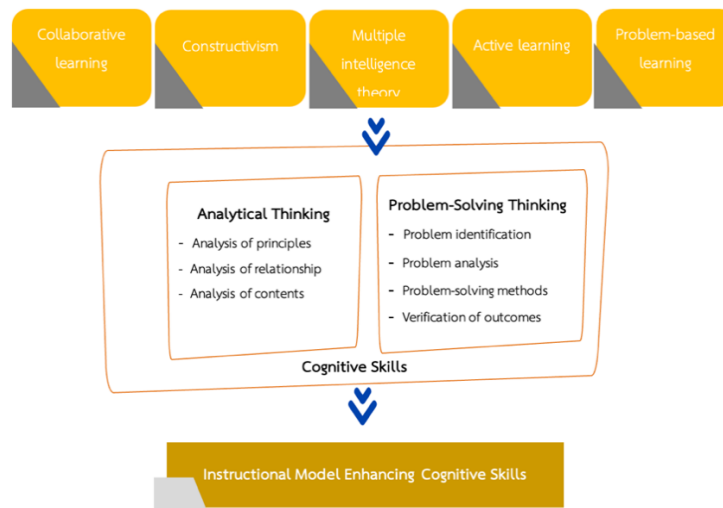 Collaborative
learning
Constructivism
Multiple
intelligence
theory
Active learning
Problem-based
learning
Analytical Thinking
- Analysis of principles
- Analysis of relationship
- Analysis of contents
Problem-Solving Thinking
- Problem identification
- Problem analysis
- Problem-solving methods
- Verification of outcomes
Cognitive Skills
Instructional Model Enhancing Cognitive Skills